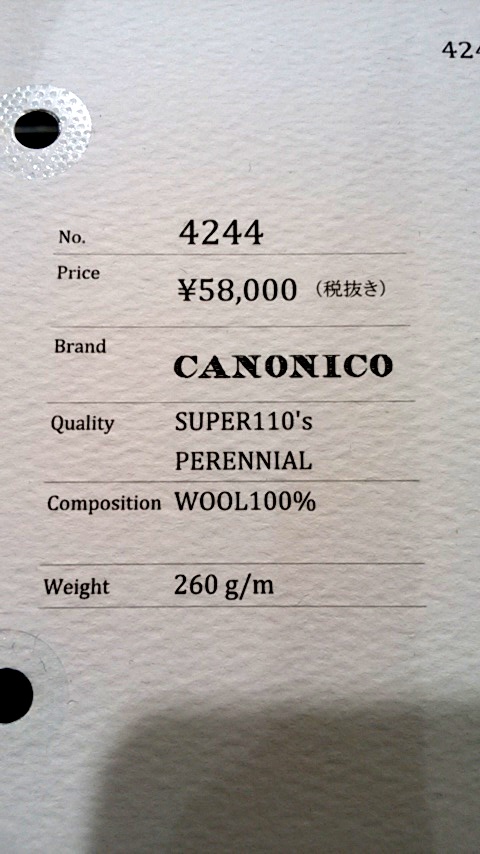 424
No. 4244
Price ¥58,000 （税抜き）
Brand CANONICO
Quality SUPER110's
PERENNIAL
Composition WOOL100%
Weight 260 g/m